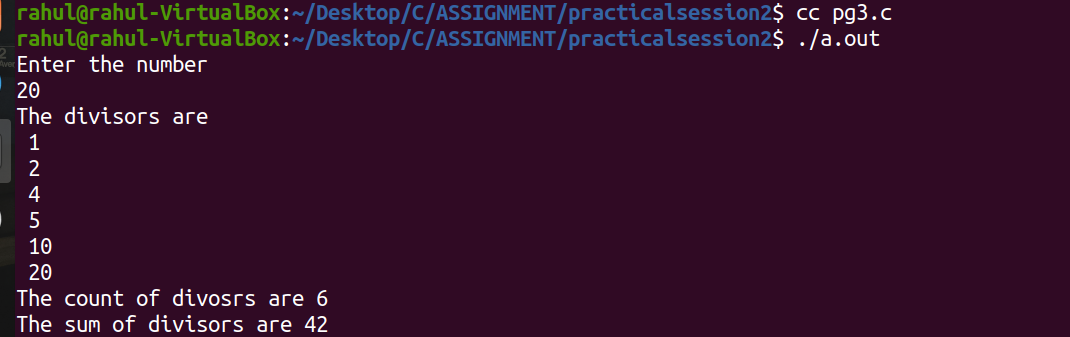 rahul@rahul-VirtualBox:~/Desktop/C/ASSIGNMENT/practicalsession2$ cc pg3.c
rahul@rahul-VirtualBox:~/Desktop/C/ASSIGNMENT/practicalsession2$ ./a.out
Enter the number
20
The divisors are
1
2
4
5
10
20
The count of divosrs are 6
The sum of divisors are 42